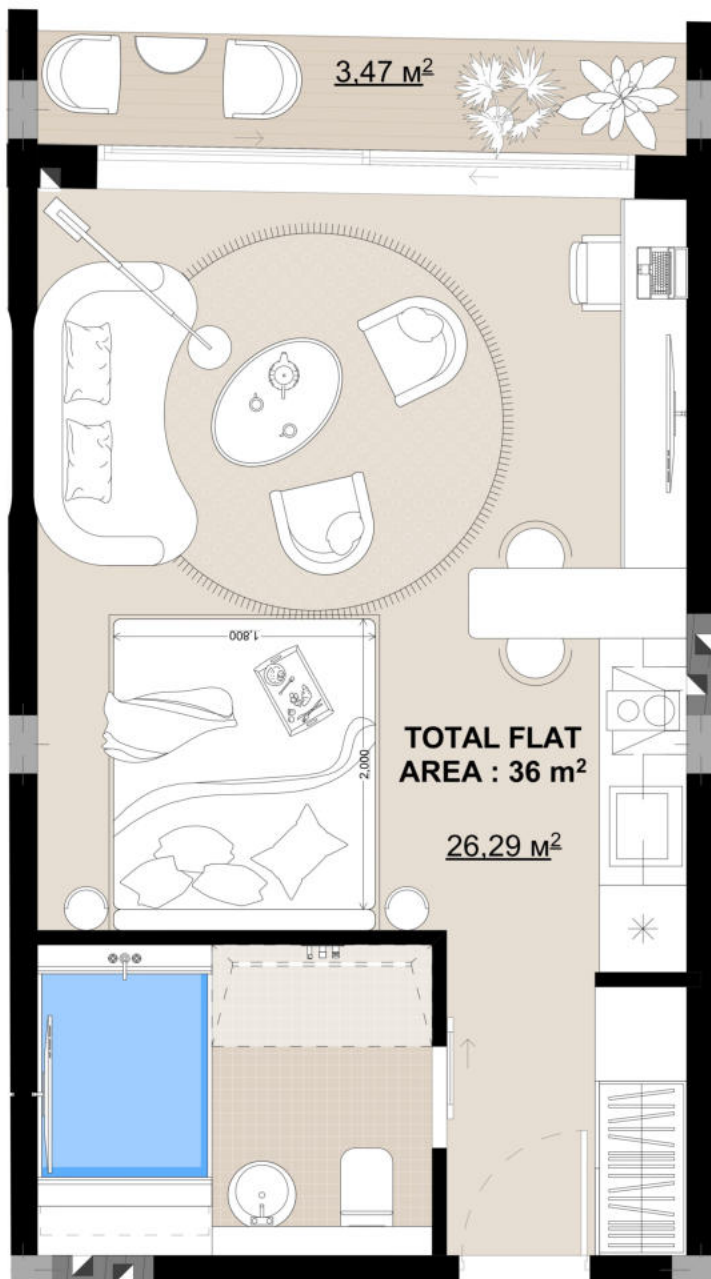 3,47 м²
1,800
2,000
TOTAL FLAT
AREA : 36 m²
26,29 м²